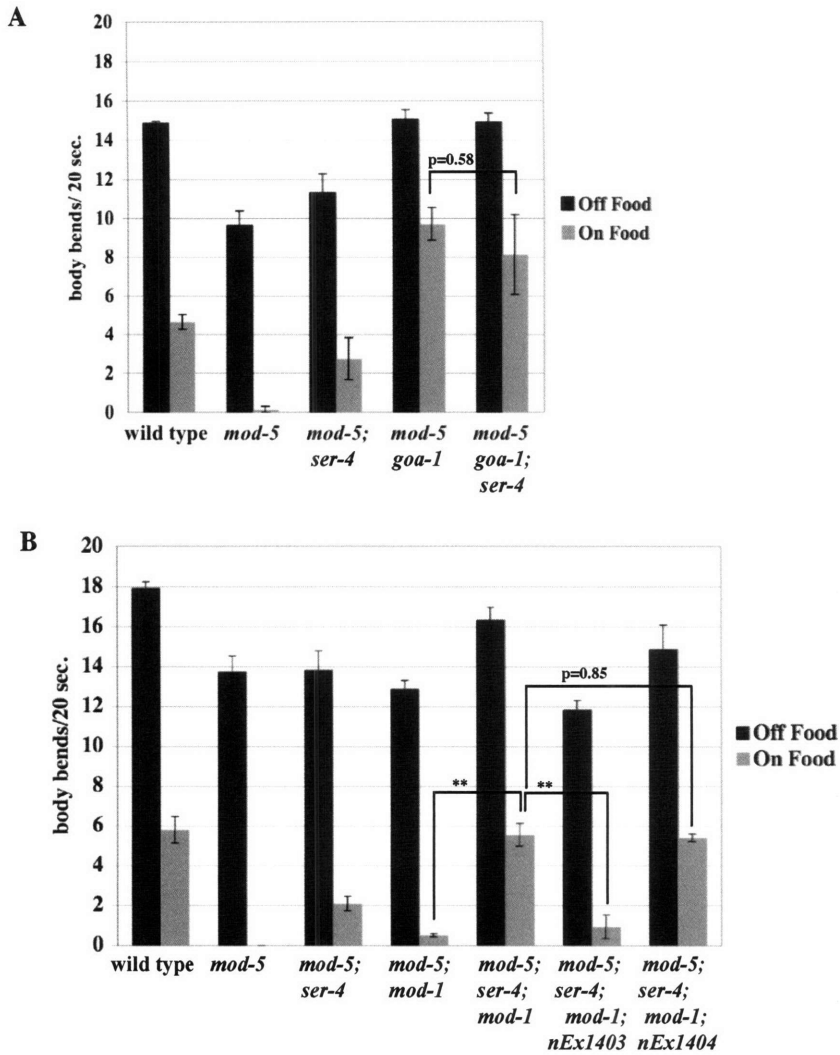 A
20
18
16
14
12
10
8
6
4
2
0
body bends/ 20 sec.
p=0.58
Off Food
On Food
wild type mod-5 mod-5; mod-5 mod-5
ser-4 goa-1 goa-1;
ser-4
B
20
18
16
14
12
10
8
6
4
2
0
body bends/20 sec.
p=0.85
** **
Off Food
On Food
wild type mod-5 mod-5; mod-5; mod-5; mod-5; mod-5;
ser-4 mod-1 ser-4; ser-4; ser-4;
mod-1 mod-1; mod-1;
nEx1403 nEx1404